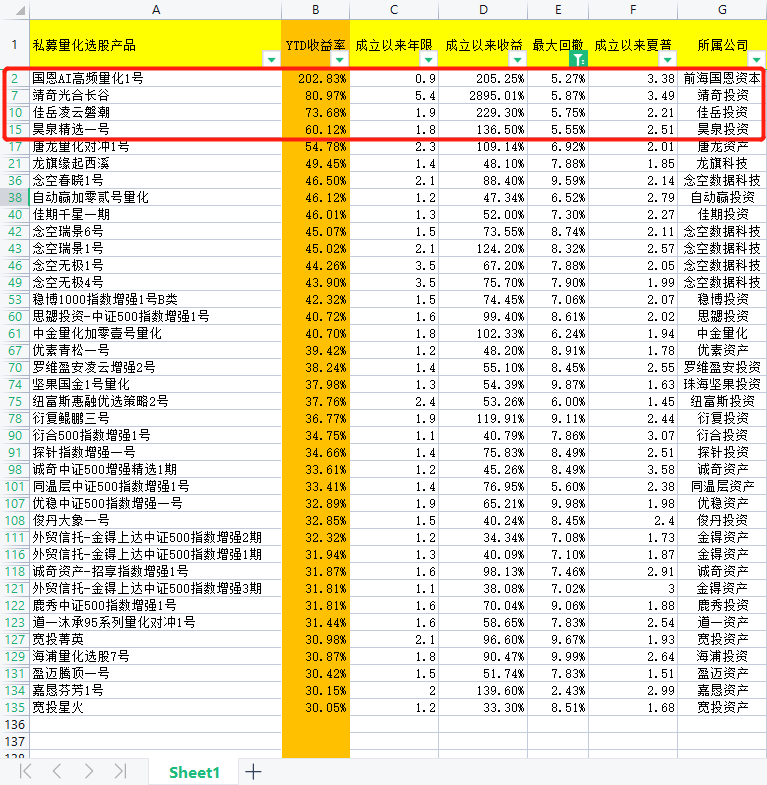 A B C D E F G
1 私募量化选股产品 YTD收益率 成立以来年限 成立以来收益 最大回撤 成立以来夏普 所属公司
2 国恩AI高频量化1号 202.83% 0.9 205.25% 5.27% 3.38 前海国恩资本
7 靖奇光合长谷 80.97% 5.4 2895.01% 5.87% 3.49 靖奇投资
10 佳岳凌云磐潮 73.68% 1.9 229.30% 5.75% 2.21 佳岳投资
15 昊泉精选一号 60.12% 1.8 136.50% 5.55% 2.51 昊泉投资
17 唐龙量化对冲1号 54.78% 2.3 109.14% 6.92% 2.01 唐龙资产
21 龙旗缘起西溪 49.45% 1.4 48.10% 7.88% 1.85 龙旗科技
36 念空春晓1号 46.50% 2.1 88.40% 9.59% 2.14 念空数据科技
38 自动赢加零贰号量化 46.12% 1.2 47.34% 6.52% 2.79 自动赢投资
40 佳期千星一期 46.01% 1.3 52.00% 7.30% 2.27 佳期投资
42 念空瑞景6号 45.07% 1.5 73.55% 8.74% 2.11 念空数据科技
43 念空瑞景1号 45.02% 2.1 124.20% 8.32% 2.57 念空数据科技
46 念空无极1号 44.26% 3.5 67.20% 7.88% 2.05 念空数据科技
49 念空无极4号 43.90% 3.5 75.70% 7.90% 1.99 念空数据科技
53 稳博1000指数增强1号B类 42.32% 1.5 74.45% 7.06% 2.07 稳博投资
60 思勰投资-中证500指数增强1号 40.72% 1.6 99.40% 8.61% 2.02 思勰投资
61 中金量化加零壹号量化 40.70% 1.8 102.33% 6.24% 1.94 中金量化
67 优素青松一号 39.42% 1.2 48.20% 8.91% 1.78 优素资产
70 罗维盈安凌云增强2号 38.24% 1.4 55.10% 8.45% 2.55 罗维盈安投资
74 坚果国金1号量化 37.98% 1.3 54.39% 9.87% 1.63 珠海坚果投资
75 纽富斯惠融优选策略2号 37.76% 2.4 53.26% 6.00% 1.45 纽富斯投资
78 衍复鲲鹏三号 36.77% 1.9 119.91% 9.11% 2.44 衍复投资
90 衍合500指数增强1号 34.75% 1.1 40.79% 7.86% 3.07 衍合投资
91 探针指数增强一号 34.66% 1.4 75.83% 8.49% 2.51 探针投资
98 诚奇中证500增强精选1期 33.61% 1.2 45.26% 8.49% 3.58 诚奇资产
101 同温层中证500指数增强1号 33.41% 1.4 76.95% 5.60% 2.38 同温层资产
107 优稳中证500指数增强一号 32.89% 1.9 65.21% 9.98% 1.98 优稳资产
108 俊丹大象一号 32.85% 1.5 40.24% 8.45% 2.4 俊丹投资
111 外贸信托-金得上达中证500指数增强2期 32.32% 1.2 34.34% 7.08% 1.73 金得资产
116 外贸信托-金得上达中证500指数增强1期 31.94% 1.3 40.09% 7.10% 1.87 金得资产
118 诚奇资产-招享指数增强1号 31.87% 1.6 98.13% 7.46% 2.91 诚奇资产
121 外贸信托-金得上达中证500指数增强3期 31.81% 1.1 38.08% 7.02% 3 金得资产
122 鹿秀中证500指数增强1号 31.81% 1.6 70.04% 9.06% 1.88 鹿秀投资
123 道一沐承95系列量化对冲1号 31.44% 1.6 58.65% 7.83% 2.54 道一资产
127 宽投菁英 30.98% 2.1 96.60% 9.67% 1.93 宽投资产
129 海浦量化选股7号 30.87% 1.8 90.47% 9.99% 2.64 海浦投资
131 盈迈腾顶一号 30.42% 1.5 51.74% 7.83% 1.51 盈迈资产
134 嘉恳芬芳1号 30.15% 2 139.60% 2.43% 2.99 嘉恳资产
135 宽投星火 30.05% 1.2 33.30% 8.51% 1.68 宽投资产
136
137
Sheet1